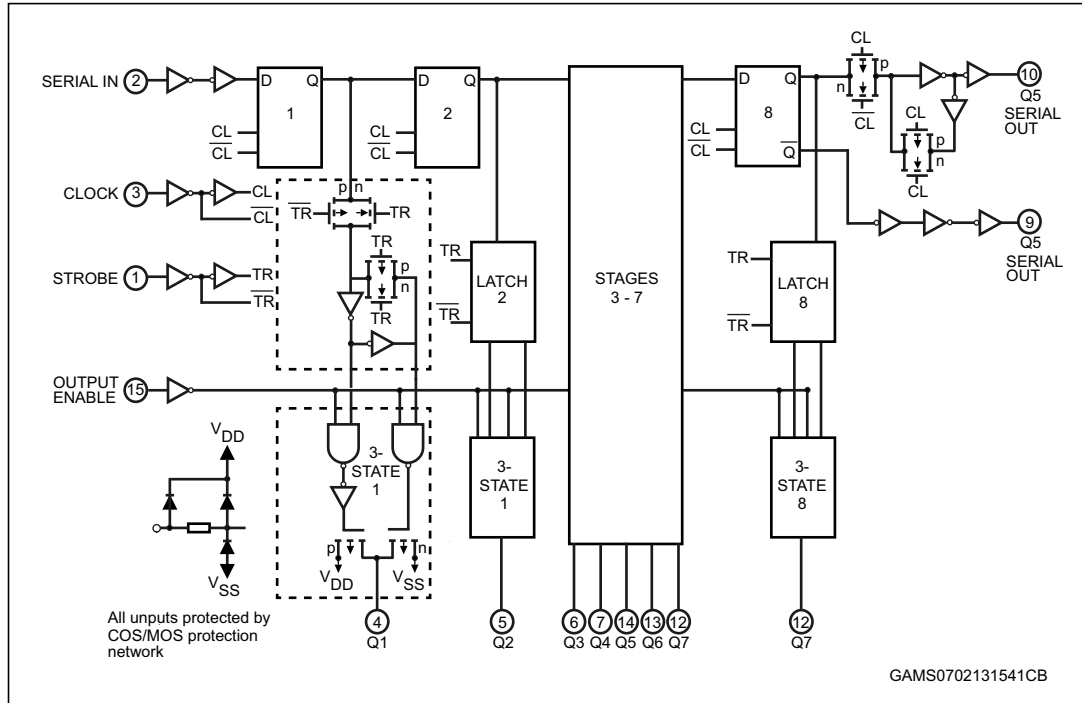 SERIAL IN
2
D
Q
1
CL
CL
D
Q
2
CL
CL
STAGES
3 - 7
D
Q
8
Q
CL
CL
CL
n
p
CL
CL
p
n
CL
10
Q5
SERIAL
OUT
9
Q5
SERIAL
OUT
CLOCK
3
CL
CL
STROBE
1
TR
TR
p n
TR
TR
TR
p
n
TR
TR
TR
LATCH
2
TR
TR
LATCH
8
OUTPUT
ENABLE
15
3-
STATE
1
p
VDD
n
VSS
3-
STATE
1
3-
STATE
8
VDD
VSS
All unputs protected by
COS/MOS protection
network
4
Q1
5
Q2
6
Q3
7
Q4
14
Q5
13
Q6
12
Q7
12
Q7
GAMS0702131541CB